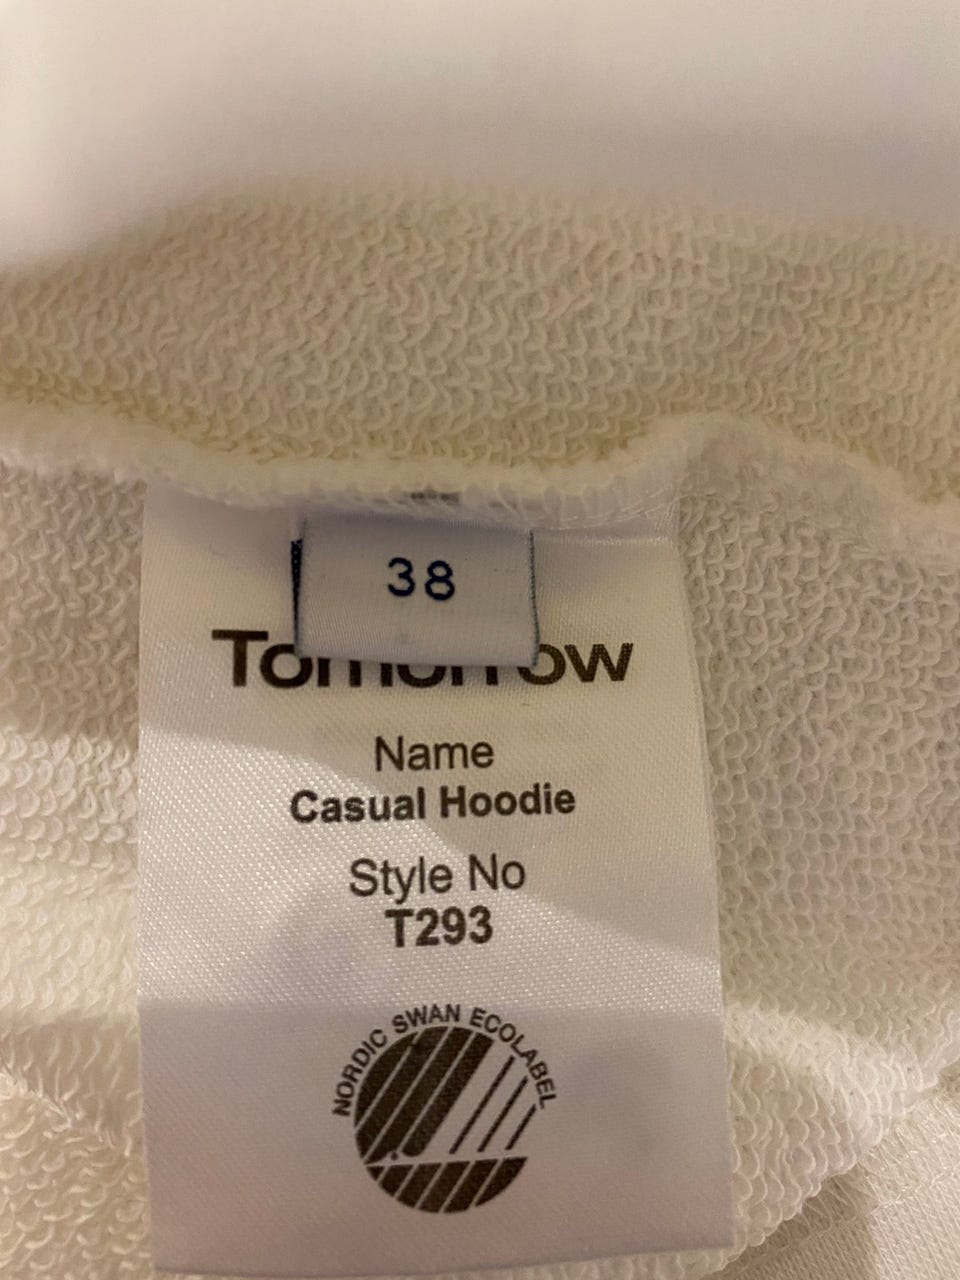 38
Tomorrow
Name
Casual Hoodie
Style No
T293
NORDIC SWAN ECOLABEL